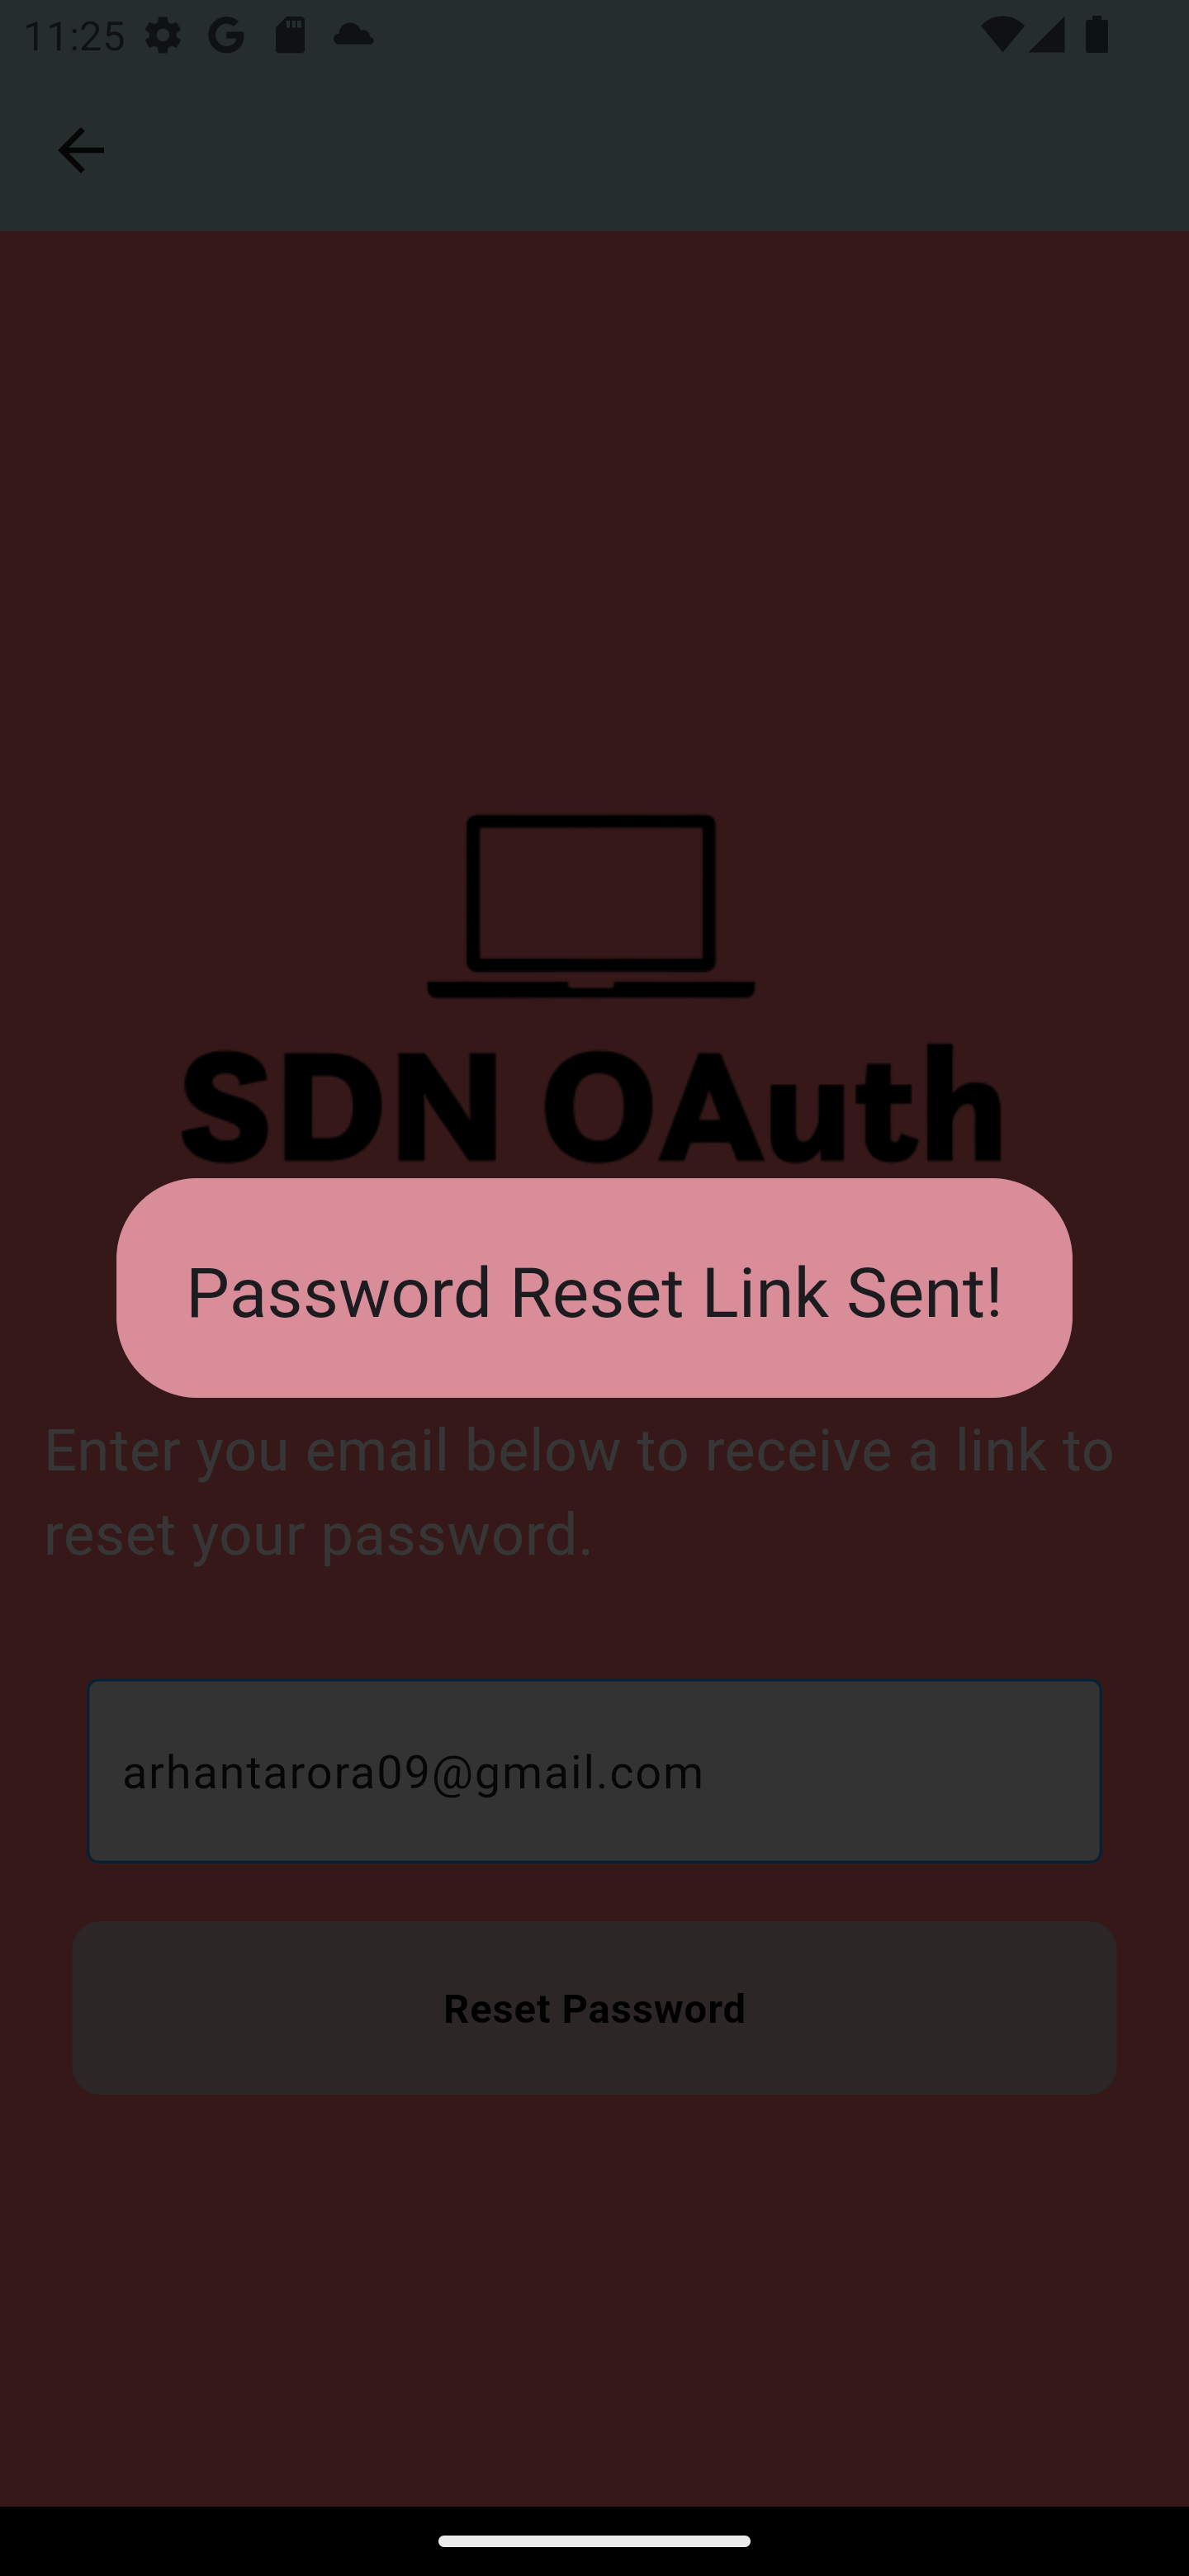 11:25
SDN OAuth
Password Reset Link Sent!
Enter you email below to receive a link to
reset your password.
arhantarora09@gmail.com
Reset Password